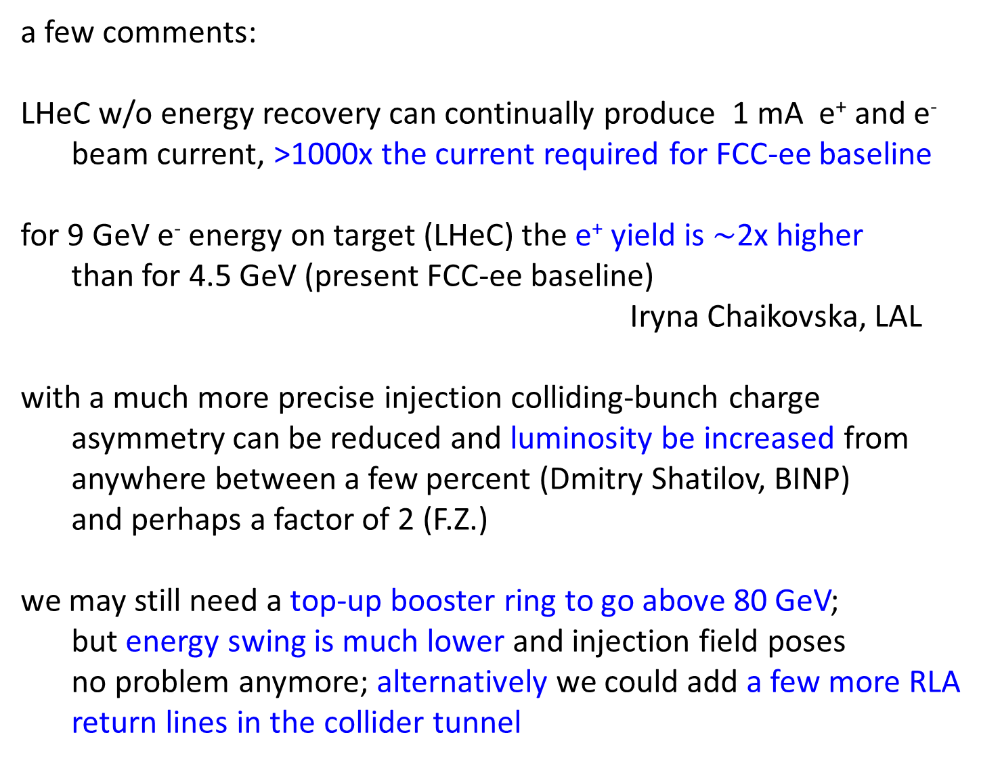 a few comments:
LHeC w/o energy recovery can continually produce 1 mA e⁺ and e⁻
beam current, >1000x the current required for FCC-ee baseline
for 9 GeV e⁻ energy on target (LHeC) the e⁺ yield is ~2x higher
than for 4.5 GeV (present FCC-ee baseline)
Iryna Chaikovska, LAL
with a much more precise injection colliding-bunch charge
asymmetry can be reduced and luminosity be increased from
anywhere between a few percent (Dmitry Shatilov, BINP)
and perhaps a factor of 2 (F.Z.)
we may still need a top-up booster ring to go above 80 GeV;
but energy swing is much lower and injection field poses
no problem anymore; alternatively we could add a few more RLA
return lines in the collider tunnel